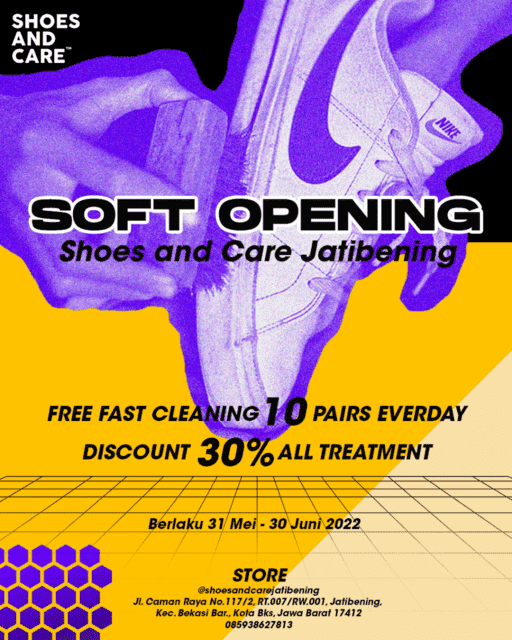 SHOES
AND
CARE™
NIKE
SOFT OPENING
Shoes and Care Jatibening
FREE FAST CLEANING 10 PAIRS EVERDAY
DISCOUNT 30% ALL TREATMENT
Berlaku 31 Mei - 30 Juni 2022
STORE
@shoesandcarejatibening
Jl. Caman Raya No.117/2, RT.007/RW.001, Jatibening,
Kec. Bekasi Bar., Kota Bks, Jawa Barat 17412
085938627813